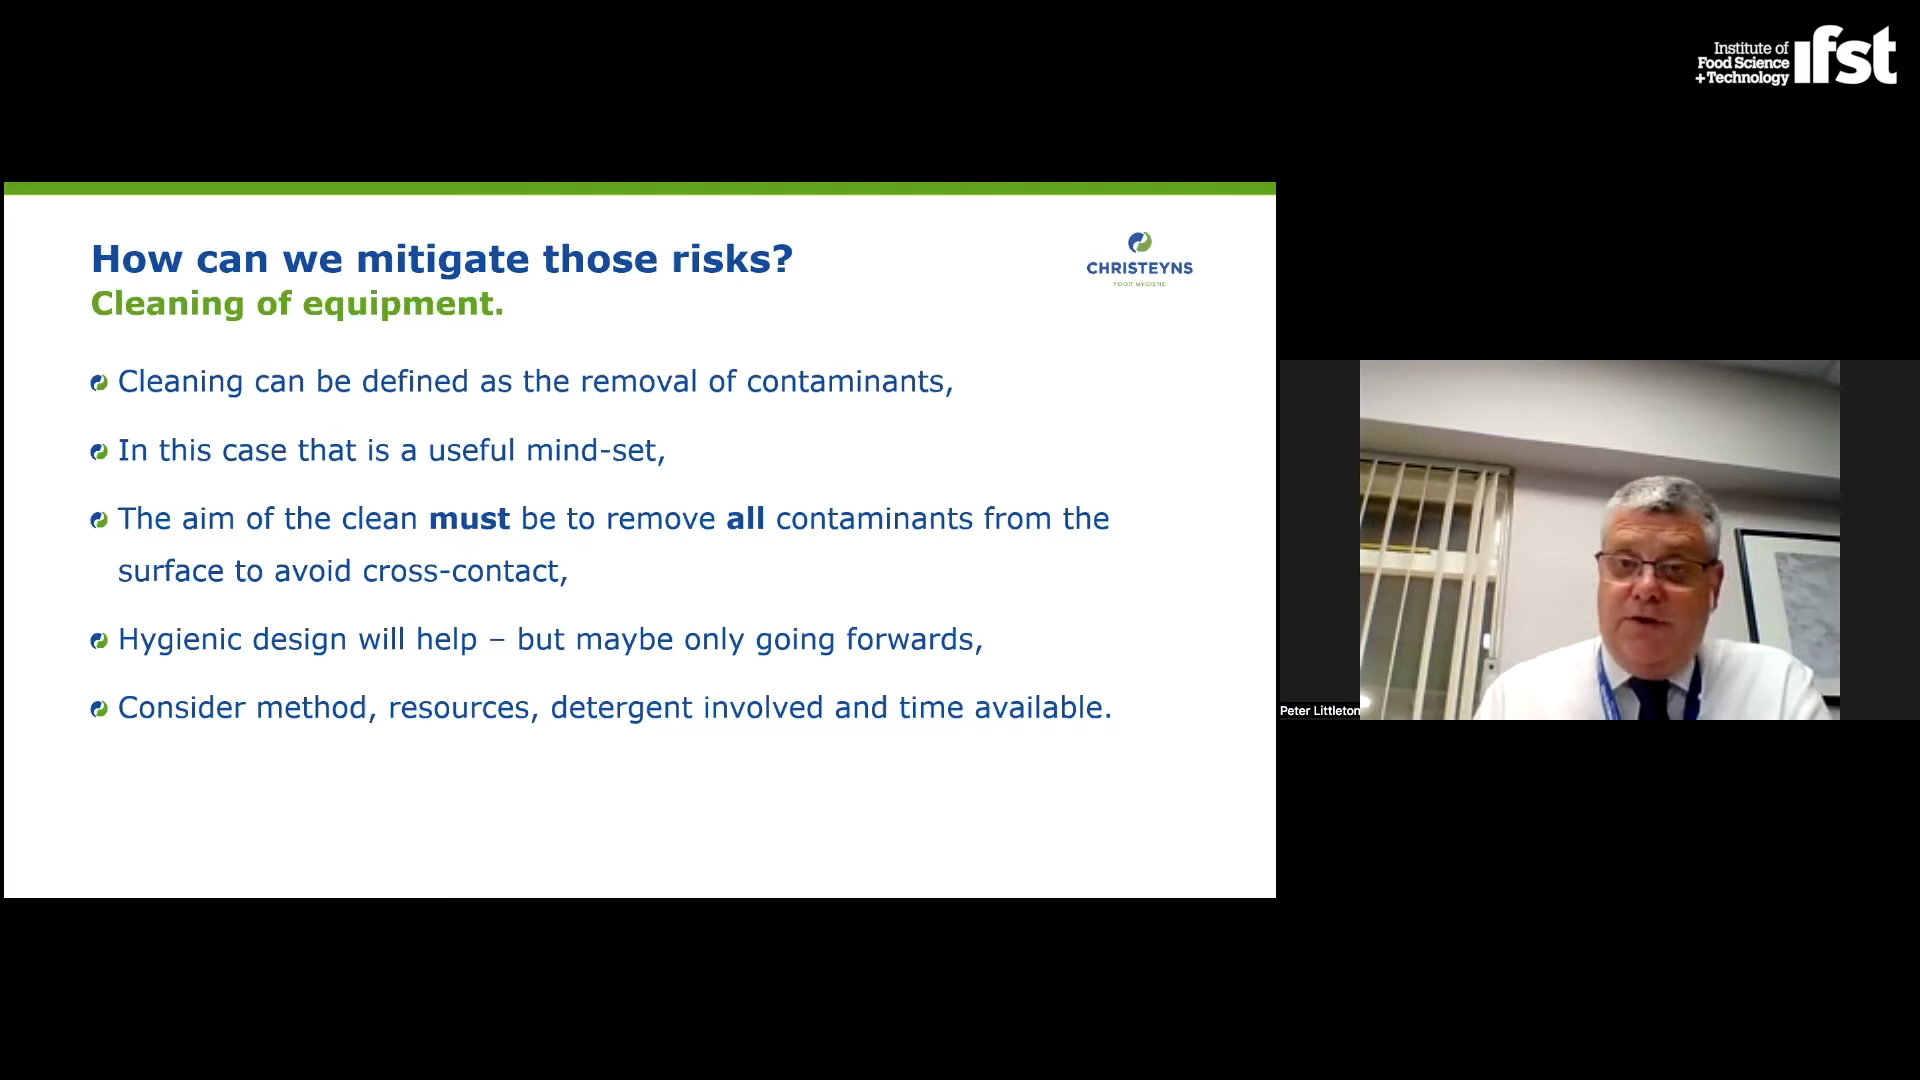 Institute of
Food Science
+Technology
ifst
How can we mitigate those risks?
Cleaning of equipment.
CHRISTEYNS
FOOD HYGIENE
Cleaning can be defined as the removal of contaminants,
In this case that is a useful mind-set,
The aim of the clean must be to remove all contaminants from the
surface to avoid cross-contact,
Hygienic design will help – but maybe only going forwards,
Consider method, resources, detergent involved and time available.
Peter Littleton